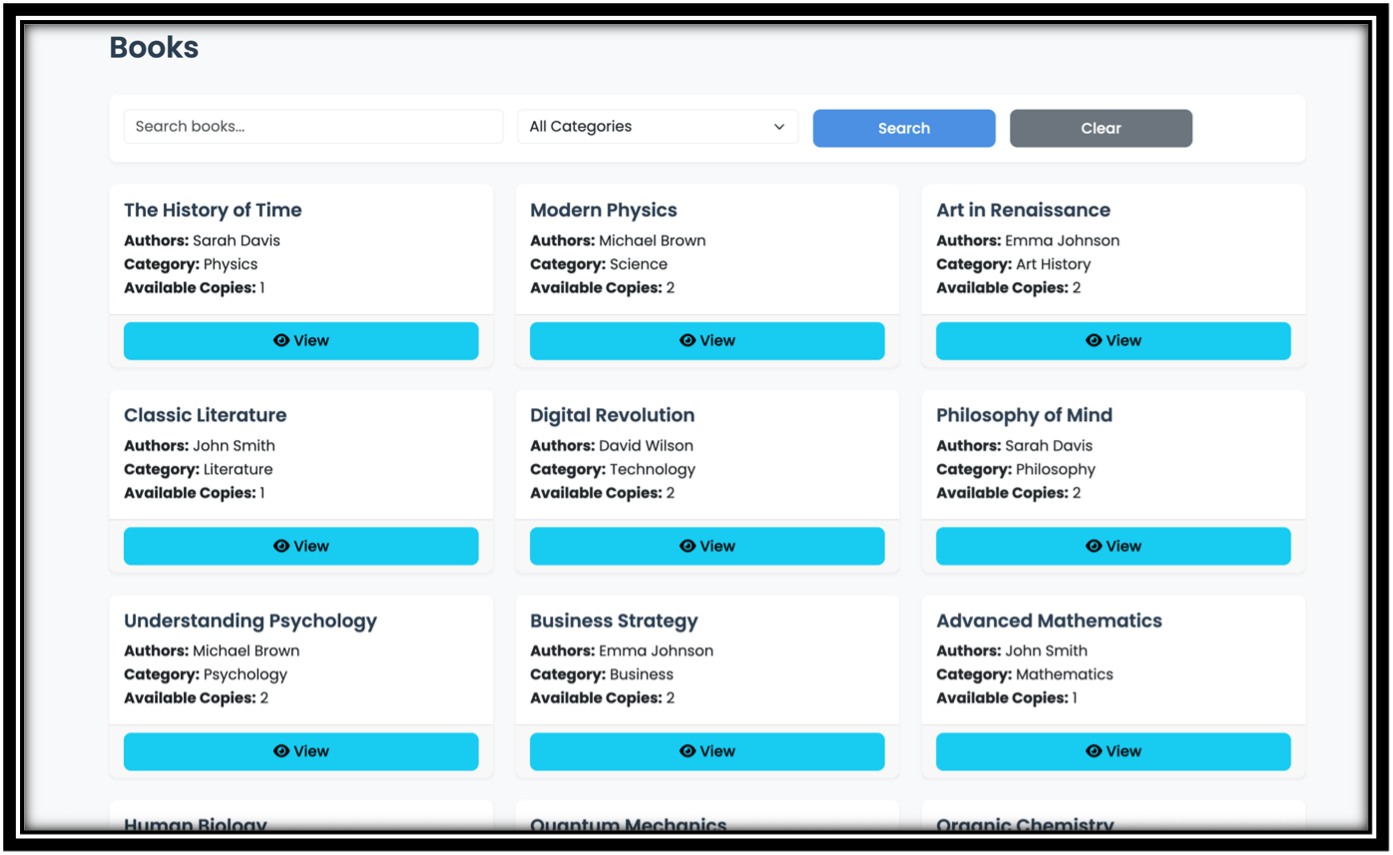 Books
Search books...
All Categories
Search
Clear
The History of Time
Authors: Sarah Davis
Category: Physics
Available Copies: 1
View
Modern Physics
Authors: Michael Brown
Category: Science
Available Copies: 2
View
Art in Renaissance
Authors: Emma Johnson
Category: Art History
Available Copies: 2
View
Classic Literature
Authors: John Smith
Category: Literature
Available Copies: 1
View
Digital Revolution
Authors: David Wilson
Category: Technology
Available Copies: 2
View
Philosophy of Mind
Authors: Sarah Davis
Category: Philosophy
Available Copies: 2
View
Understanding Psychology
Authors: Michael Brown
Category: Psychology
Available Copies: 2
View
Business Strategy
Authors: Emma Johnson
Category: Business
Available Copies: 2
View
Advanced Mathematics
Authors: John Smith
Category: Mathematics
Available Copies: 1
View
Human Biology
Quantum Mechanics
Organic Chemistry